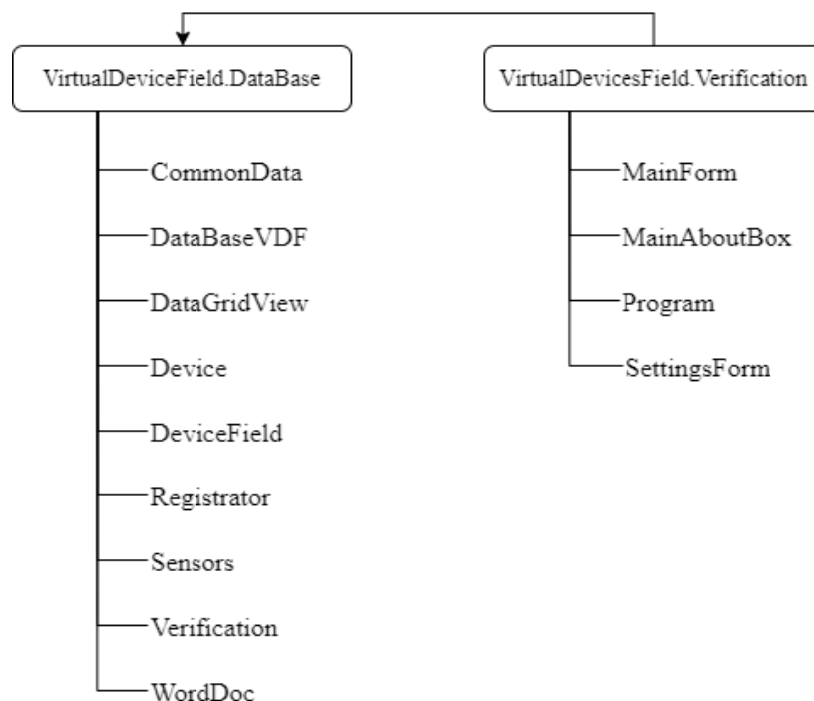 VirtualDeviceField.DataBase
CommonData
DataBaseVDF
DataGridView
Device
DeviceField
Registrator
Sensors
Verification
WordDoc
VirtualDevicesField.Verification
MainForm
MainAboutBox
Program
SettingsForm